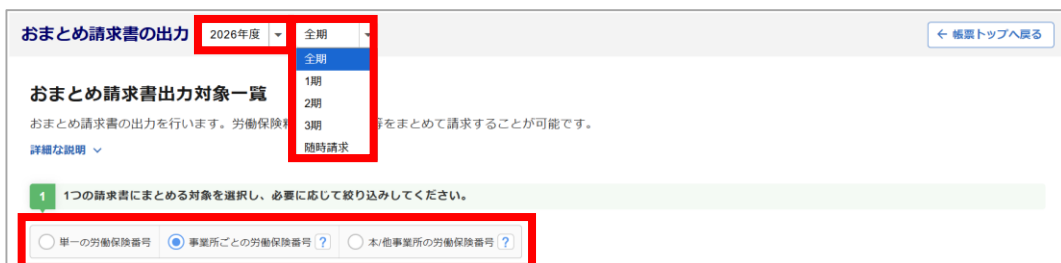 おまとめ請求書の出力 2026年度 全期 ← 帳票トップへ戻る
全期
1期
2期
3期
随時請求
おまとめ請求書出力対象一覧
おまとめ請求書の出力を行います。労働保険料 等をまとめて請求することが可能です。
詳細な説明
1 1つの請求書にまとめる対象を選択し、必要に応じて絞り込みしてください。
単一の労働保険番号 事業所ごとの労働保険番号 ? 本/他事業所の労働保険番号 ?